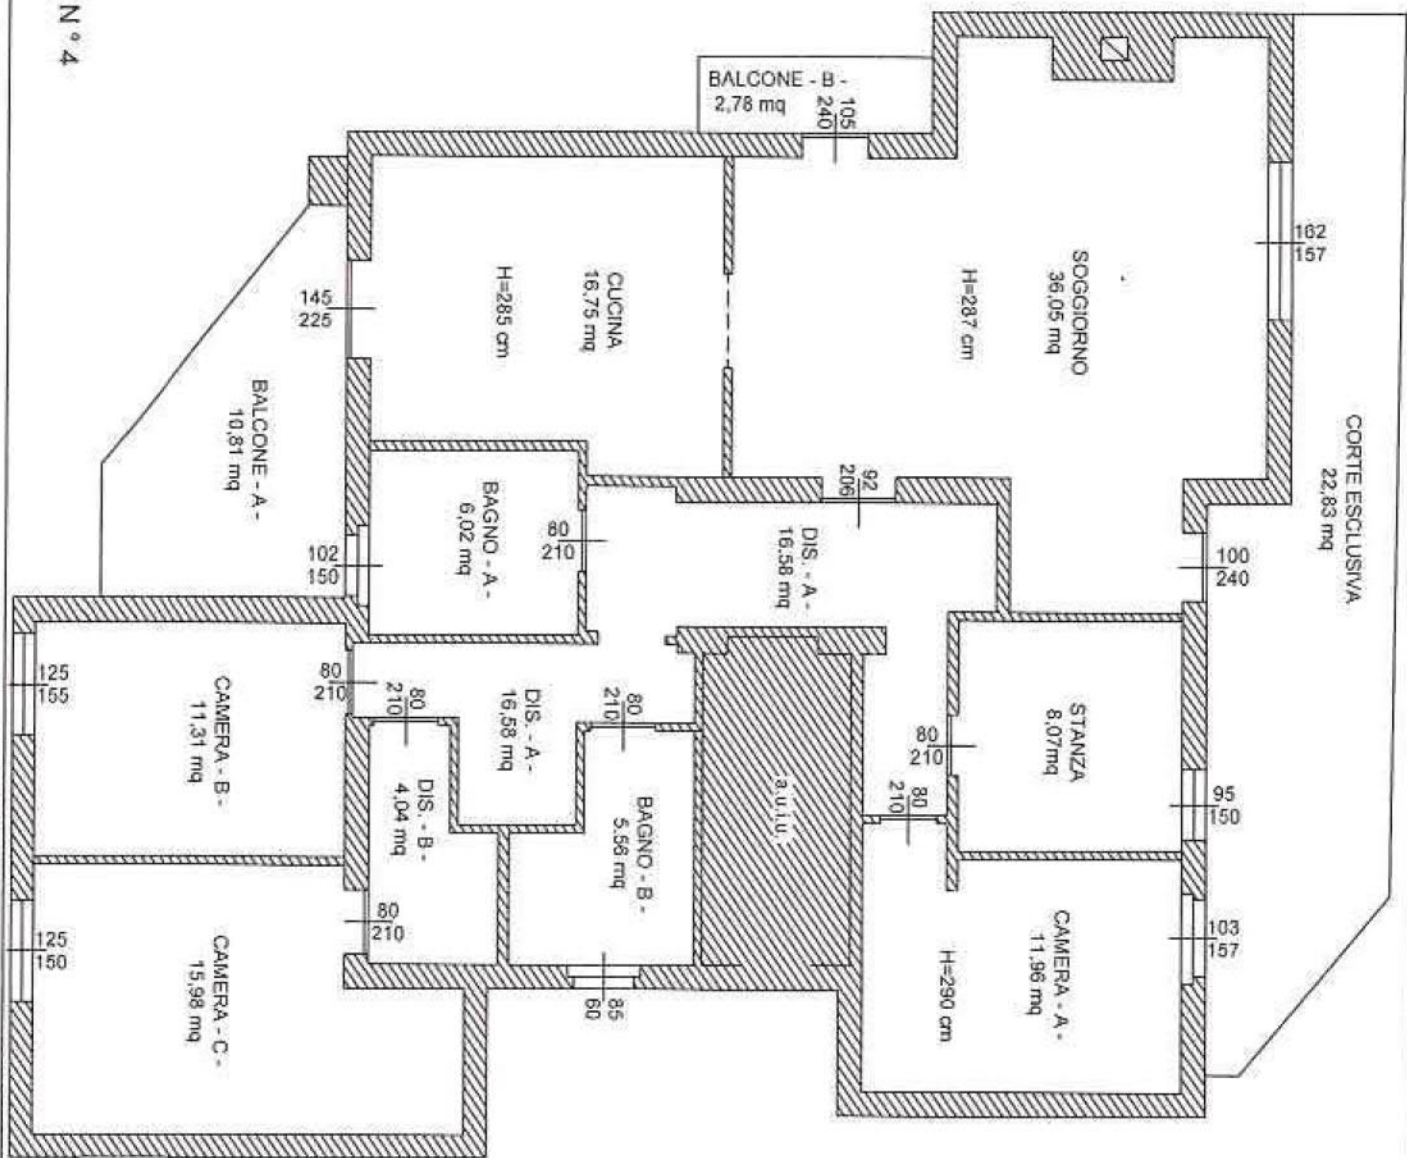 N° 4
BALCONE - B -
2,78 mq
105
240
162
157
SOGGIORNO
36,05 mq
H=287 cm
CORTE ESCLUSIVA
22,83 mq
CUCINA
16,75 mq
H=285 cm
145
225
BALCONE - A -
10,81 mq
BAGNO - A -
6,02 mq
80
210
102
150
92
206
DIS. - A -
16,58 mq
100
240
STANZA
8,07mq
80
210
95
150
80
210
CAMERA - A -
11,96 mq
H=290 cm
103
157
a.u.i.u.
80
210
DIS. - A -
16,58 mq
BAGNO - B -
5.56 mq
85
60
80
210
DIS. - B -
4,04 mq
80
210
CAMERA - B -
11,31 mq
125
155
80
210
CAMERA - C -
15,98 mq
125
150